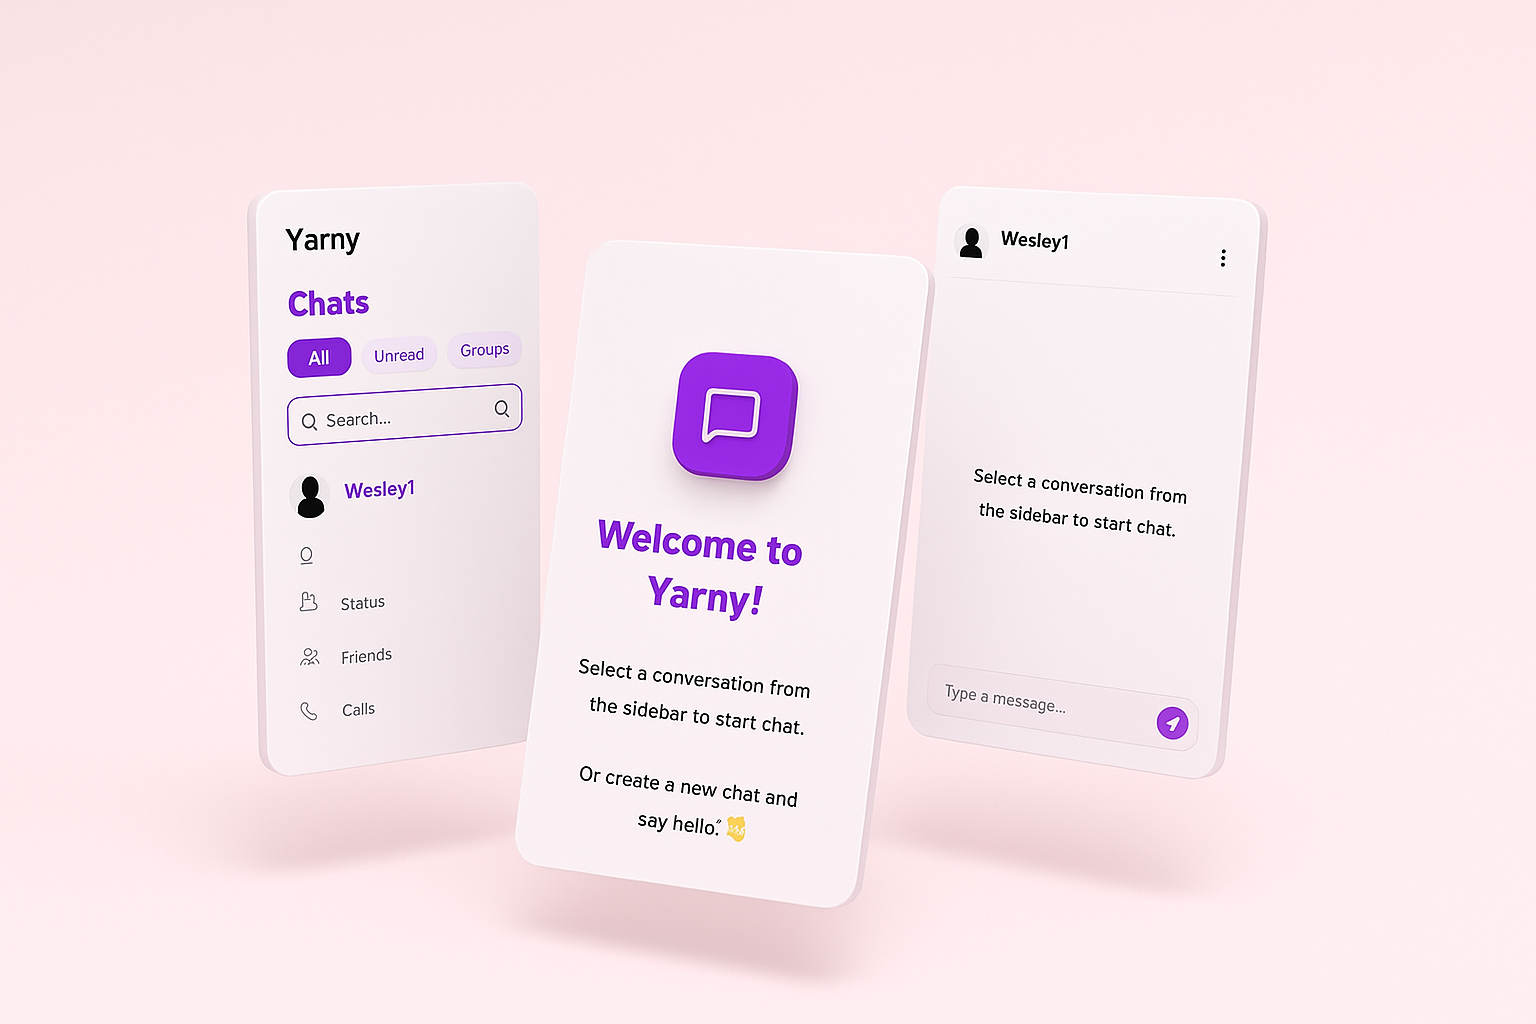 Yarny
Chats
All
Unread
Groups
Search...
Wesley1
Status
Friends
Calls
Welcome to
Yarny!
Select a conversation from
the sidebar to start chat.
Or create a new chat and
say hello.″
Wesley1
Select a conversation from
the sidebar to start chat.
Type a message...